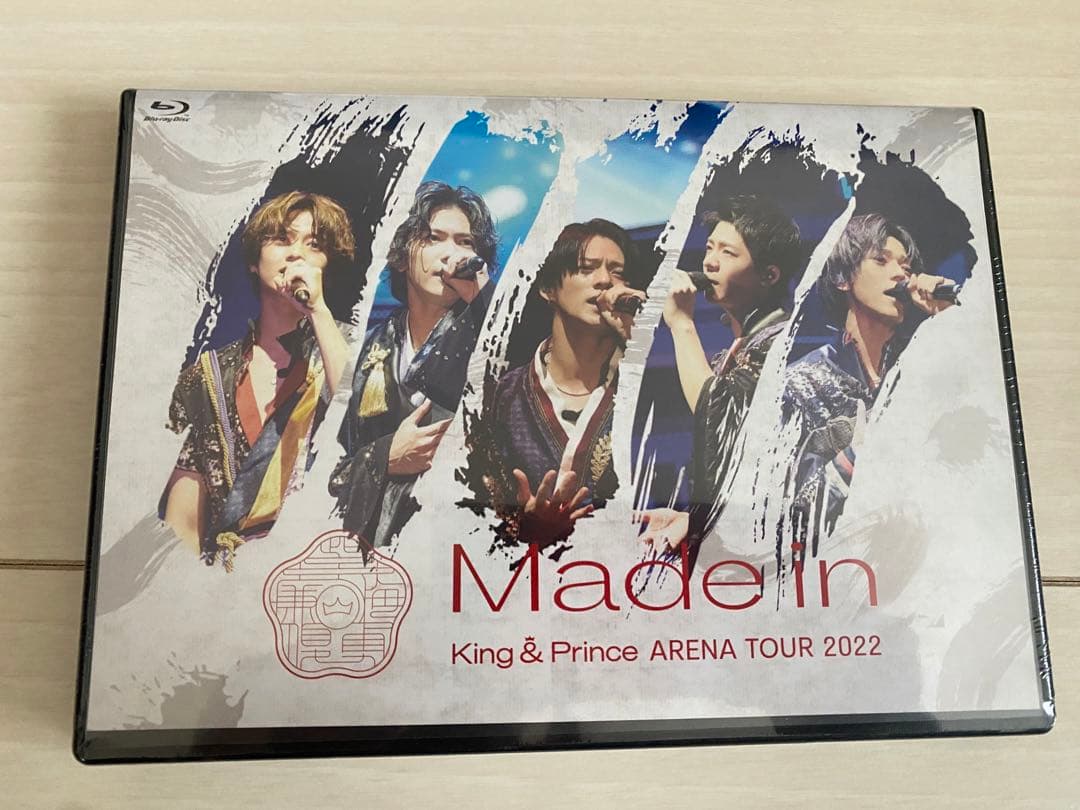 Blu-ray Disc
Made in
King & Prince ARENA TOUR 2022